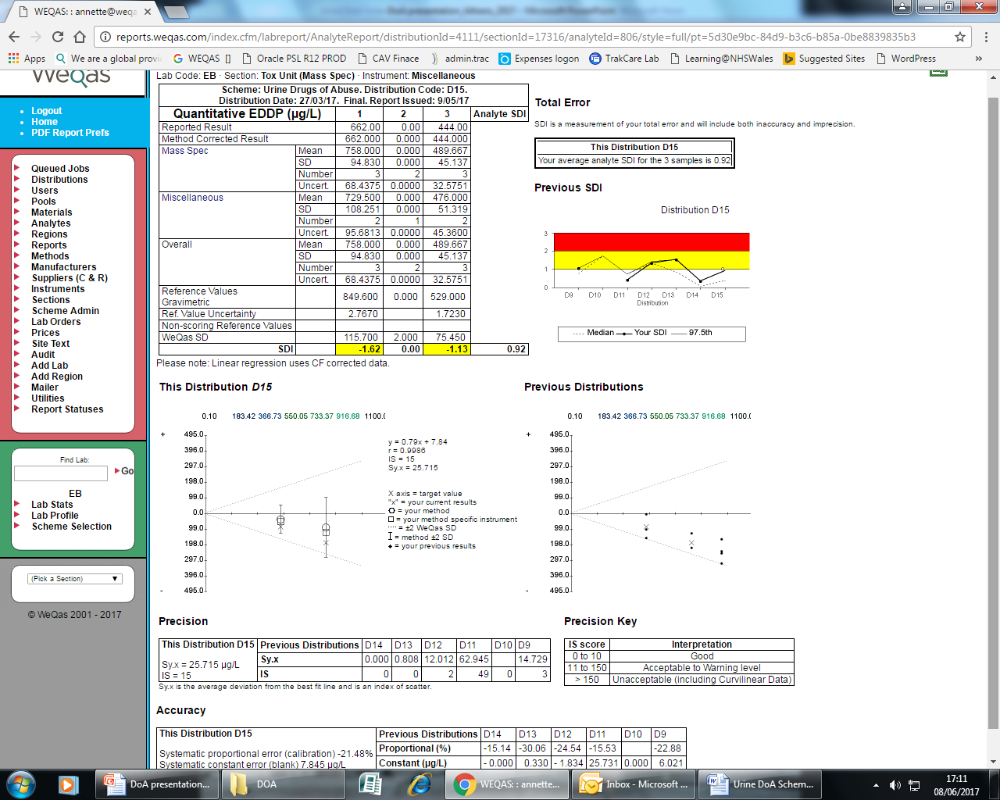 WEQAS: : annette@weqa
reports.weqas.com/index.cfm/labreport/AnalyteReport/distributionId=4111/sectionId=17316/analyteId=806/style=full/pt=5d30e9bc-84d9-b3c6-b85a-0be8839835b3
Apps We are a global provi WEQAS [] Oracle PSL R12 PROD CAV Finace admin.trac Expenses logon TrakCare Lab Learning@NHSWales Suggested Sites WordPress »
weqas
Logout
Home
PDF Report Prefs
Queued Jobs
Distributions
Users
Pools
Materials
Analytes
Regions
Reports
Methods
Manufacturers
Suppliers (C & R)
Instruments
Sections
Scheme Admin
Lab Orders
Prices
Site Text
Audit
Add Lab
Add Region
Mailer
Utilities
Report Statuses
Find Lab:
Go
EB
Lab Stats
Lab Profile
Scheme Selection
(Pick a Section)
© WeQas 2001 - 2017
Lab Code: EB · Section: Tox Unit (Mass Spec) · Instrument: Miscellaneous
Scheme: Urine Drugs of Abuse. Distribution Code: D15.
Distribution Date: 27/03/17. Final. Report Issued: 9/05/17
Quantitative EDDP (µg/L) 1 2 3 Analyte SDI
Reported Result 662.00 0.00 444.00
Method Corrected Result 662.000 0.000 444.000
Mass Spec Mean 758.000 0.000 489.667
SD 94.830 0.000 45.137
Number 3 2 3
Uncert. 68.4375 0.0000 32.5751
Miscellaneous Mean 729.500 0.000 476.000
SD 108.251 0.000 51.319
Number 2 1 2
Uncert. 95.6813 0.0000 45.3600
Overall Mean 758.000 0.000 489.667
SD 94.830 0.000 45.137
Number 3 2 3
Uncert. 68.4375 0.0000 32.5751
Reference Values
Gravimetric 849.600 0.000 529.000
Ref. Value Uncertainty 2.7670 1.7230
Non-scoring Reference Values
WeQas SD 115.700 2.000 75.450
SDI -1.62 0.00 -1.13 0.92
Please note: Linear regression uses CF corrected data.
Total Error
SDI is a measurement of your total error and will include both inaccuracy and imprecision.
This Distribution D15
Your average analyte SDI for the 3 samples is 0.92
Previous SDI
Distribution D15
3
2
1
0
D9 D10 D11 D12 D13 D14 D15
Distribution
Median Your SDI 97.5th
This Distribution D15
0.10 183.42 366.73 550.05 733.37 916.68 1100.(
+ 495.0
396.0
297.0
198.0
99.0
0.0
99.0
198.0
297.0
396.0
- 495.0
y = 0.79x + 7.84
r = 0.9986
IS = 15
Sy.x = 25.715
X axis = target value
"x" = your current results
= your method
= your method specific instrument
= ±2 WeQas SD
= method ±2 SD
= your previous results
Previous Distributions
0.10 183.42 366.73 550.05 733.37 916.68 1100.(
+ 495.0
396.0
297.0
198.0
99.0
0.0
99.0
198.0
297.0
396.0
- 495.0
Precision
This Distribution D15
Sy.x = 25.715 µg/L
IS = 15
Previous Distributions D14 D13 D12 D11 D10 D9
Sy.x 0.000 0.808 12.012 62.945 14.729
IS 0 0 2 49 0 3
Sy.x is the average deviation from the best fit line and is an index of scatter.
Precision Key
IS score Interpretation
0 to 10 Good
11 to 150 Acceptable to Warning level
> 150 Unacceptable (including Curvilinear Data)
Accuracy
This Distribution D15
Systematic proportional error (calibration) -21.48%
Systematic constant error (blank) 7.845 µg/L
Previous Distributions D14 D13 D12 D11 D10 D9
Proportional (%) -15.14 -30.06 -24.54 -15.53 -22.88
Constant (µg/L) - 0.000 0.330 - 1.834 25.731 0.000 6.021
DoA presentation... DOA WEQAS: : annette... Inbox - Microsoft ... Urine DoA Schem...
17:11
08/06/2017